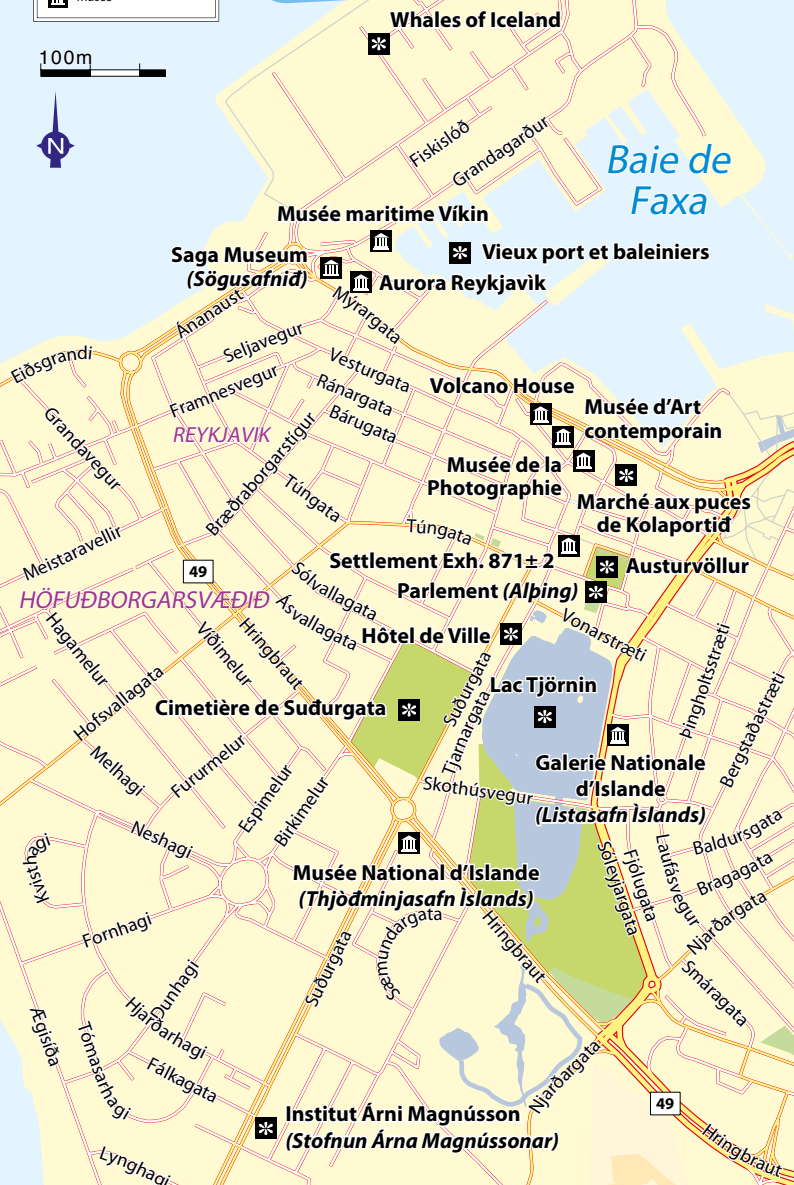 Musée
Whales of Iceland
100m
N
Fiskislóð
Grandagarður
Baie de
Faxa
Musée maritime Víkin
Vieux port et baleiniers
Saga Museum
(Sögusafnið)
Aurora Reykjavìk
Ánanaust
Mýrargata
Seljavegur
Eiðsgrandi
Vesturgata
Framnesvegur
Ránargata
Bárugata
Volcano House
Musée d'Art
contemporain
Grandavegur
REYKJAVIK
Bræðraborgarstígur
Musée de la
Photographie
Marché aux puces
de Kolaportið
Túngata
Túngata
Meistaravellir
Settlement Exh. 871± 2
Austurvöllur
49
Sólvallagata
Parlement (Alþing)
HÖFUÐBORGARSVÆÐIÐ
Ásvallagata
Vonarstræti
Hagamelur
Víðimelur
Hringbraut
Hôtel de Ville
Þingholtsstræti
Hofsvallagata
Suðurgata
Lac Tjörnin
Bergstaðastræti
Cimetière de Suđurgata
Tjarnargata
Galerie Nationale
d'Islande
(Listasafn Ìslands)
Melhagi
Furumelur
Espimelur
Birkimelur
Skothúsvegur
Neshagi
Baldursgata
Kvisthagi
Musée National d'Islande
(Thjòđminjasafn Ìslands)
Sóleyjargata
Fjólugata
Laufásvegur
Bragagata
Njarðargata
Fornhagi
Sæmundargata
Hringbraut
Suðurgata
Smáragata
Dunhagi
Hjarðarhagi
Ægisíða
Tómasarhagi
Fálkagata
Njarðargata
49
Institut Árni Magnússon
(Stofnun Árna Magnússonar)
Hringbraut
Lynghagi